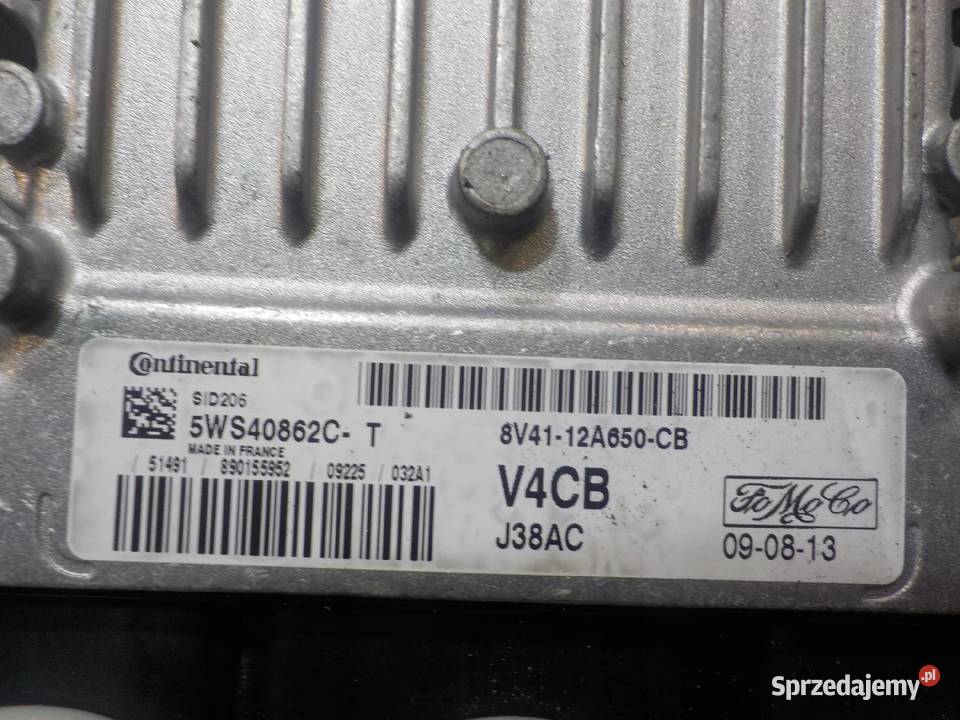 Continental
SID206
5WS40862C- T
MADE IN FRANCE
/ 51491 / 890155952 / 09225 / 032A1
8V41-12A650-CB
V4CB
J38AC
FoMoCo
09-08-13
Sprzedajemy.pl